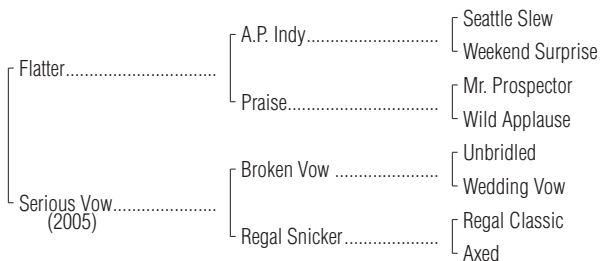 Seattle Slew
A.P. Indy...............................
Weekend Surprise
Flatter....................................
Mr. Prospector
Praise.....................................
Wild Applause
Unbridled
Broken Vow .........................
Wedding Vow
Serious Vow.........................
(2005)
Regal Classic
Regal Snicker.......................
Axed